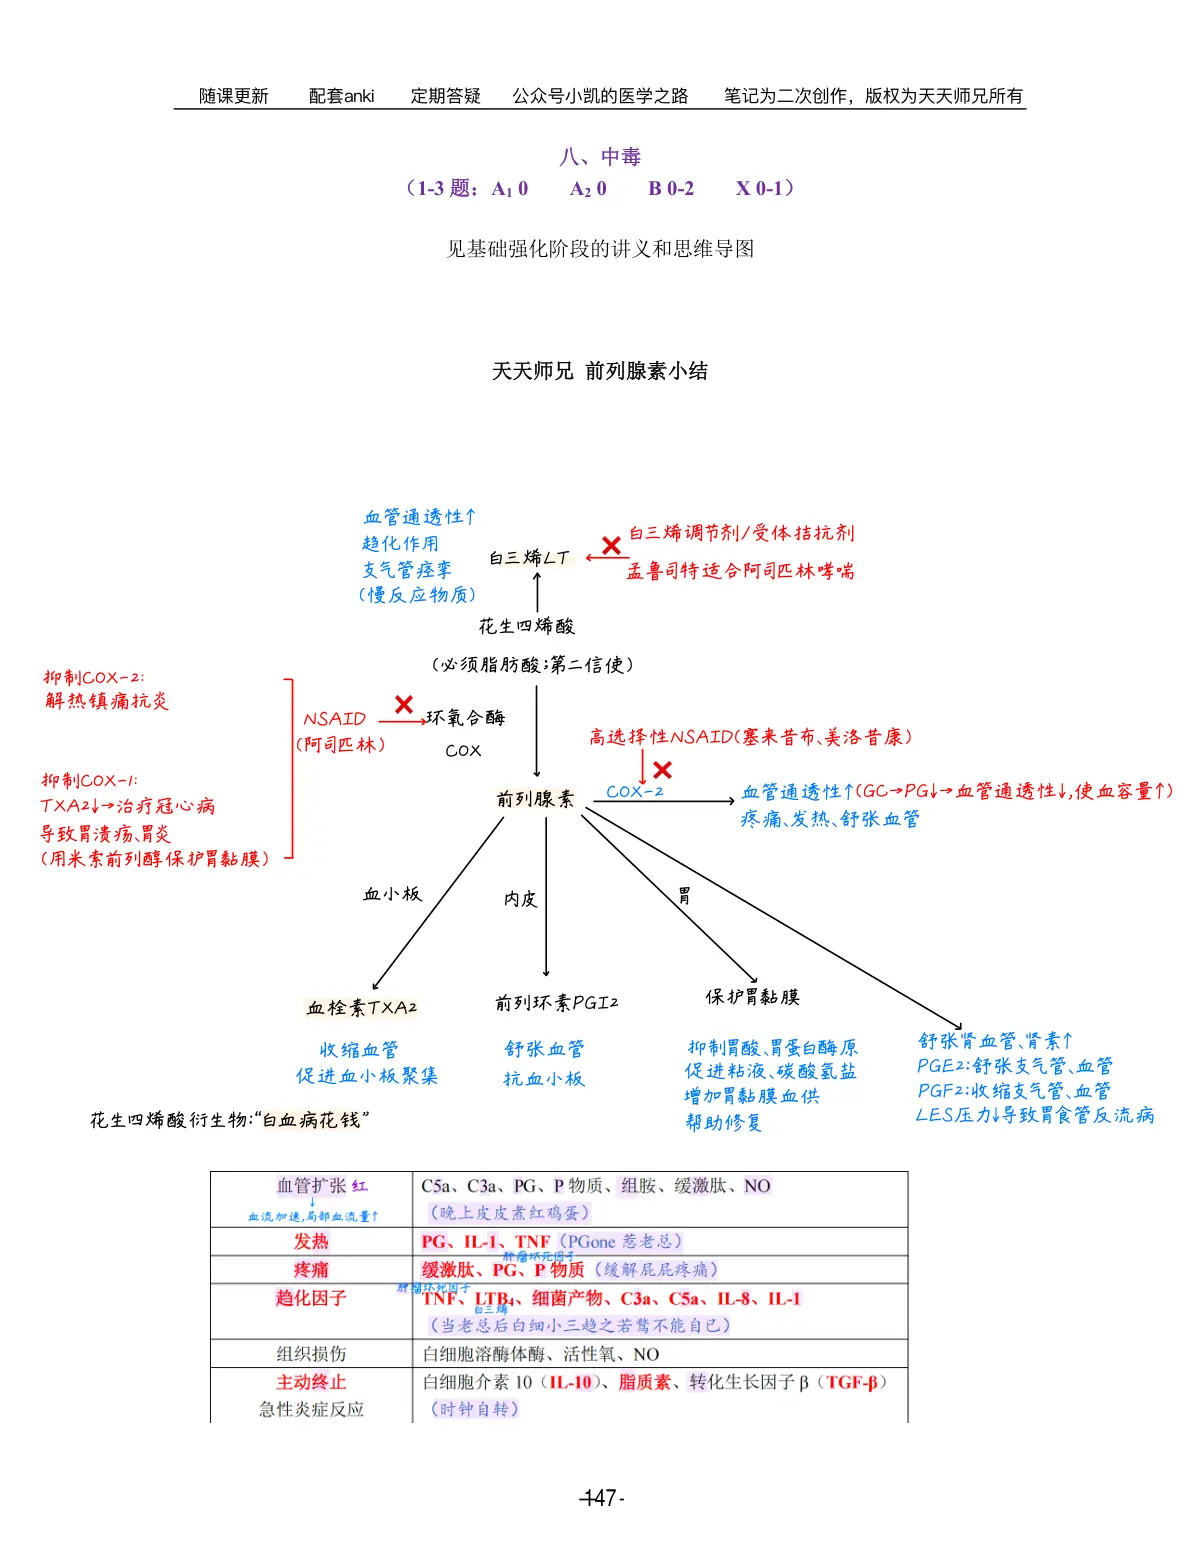 随课更新 配套anki 定期答疑 公众号小凯的医学之路 笔记为二次创作，版权为天天师兄所有
八、中毒
（1-3 题：A₁ 0 A₂ 0 B 0-2 X 0-1）
见基础强化阶段的讲义和思维导图
天天师兄 前列腺素小结
血管通透性↑
趋化作用
支气管痉挛
(慢反应物质)
白三烯LT
白三烯调节剂/受体拮抗剂
孟鲁司特适合阿司匹林哮喘
花生四烯酸
(必须脂肪酸;第二信使)
抑制COX-2:
解热镇痛抗炎
NSAID
(阿司匹林)
环氧合酶
COX
抑制COX-1:
TXA2↓→治疗冠心病
导致胃溃疡、胃炎
(用米索前列醇保护胃黏膜)
高选择性NSAID(塞来昔布、美洛昔康)
前列腺素
COX-2
血管通透性↑(GC→PG↓→血管通透性↓,使血容量↑)
疼痛、发热、舒张血管
血小板
内皮
胃
血栓素TXA2
收缩血管
促进血小板聚集
前列环素PGI2
舒张血管
抗血小板
保护胃黏膜
抑制胃酸、胃蛋白酶原
促进粘液、碳酸氢盐
增加胃黏膜血供
帮助修复
舒张肾血管、肾素↑
PGE2:舒张支气管、血管
PGF2:收缩支气管、血管
LES压力↓导致胃食管反流病
花生四烯酸衍生物:“白血病花钱”
血管扩张 红
↓
血流加速,局部血流量↑
C5a、C3a、PG、P 物质、组胺、缓激肽、NO
（晚上皮皮煮红鸡蛋）
发热
PG、IL-1、TNF（PGone 惹老总）
肿瘤坏死因子
疼痛
缓激肽、PG、P 物质（缓解屁屁疼痛）
趋化因子
肿瘤坏死因子
TNF、LTB₄、细菌产物、C3a、C5a、IL-8、IL-1
白三烯
（当老总后白细小三趋之若鹜不能自已）
组织损伤
白细胞溶酶体酶、活性氧、NO
主动终止
急性炎症反应
白细胞介素 10（IL-10）、脂质素、转化生长因子 β（TGF-β）
（时钟自转）
-147-